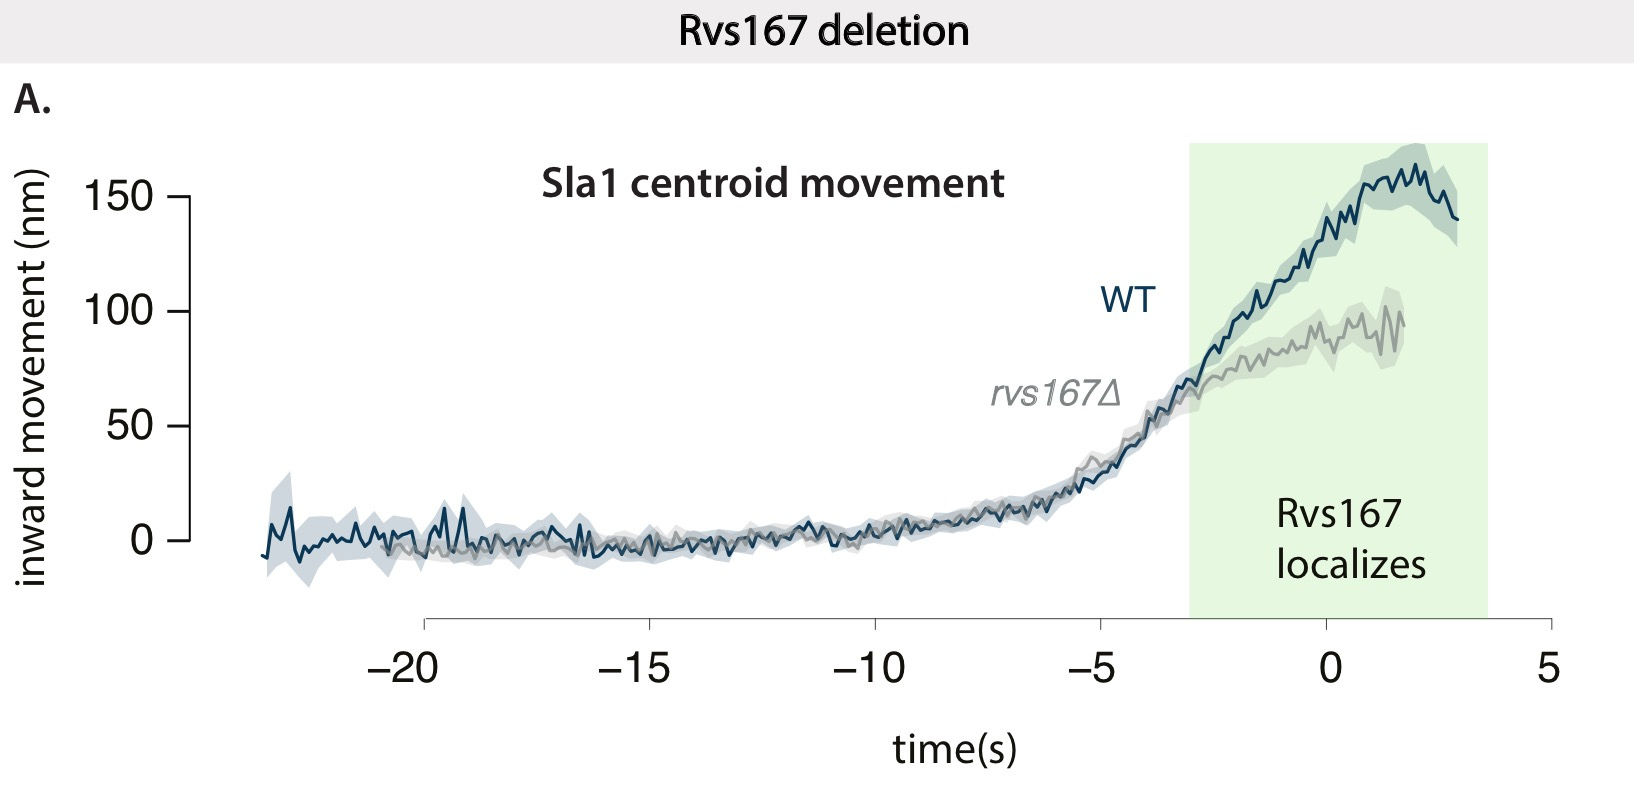 Rvs167 deletion
A.
Sla1 centroid movement
inward movement (nm)
150
100
50
0
WT
rvs167Δ
Rvs167
localizes
−20 −15 −10 −5 0 5
time(s)